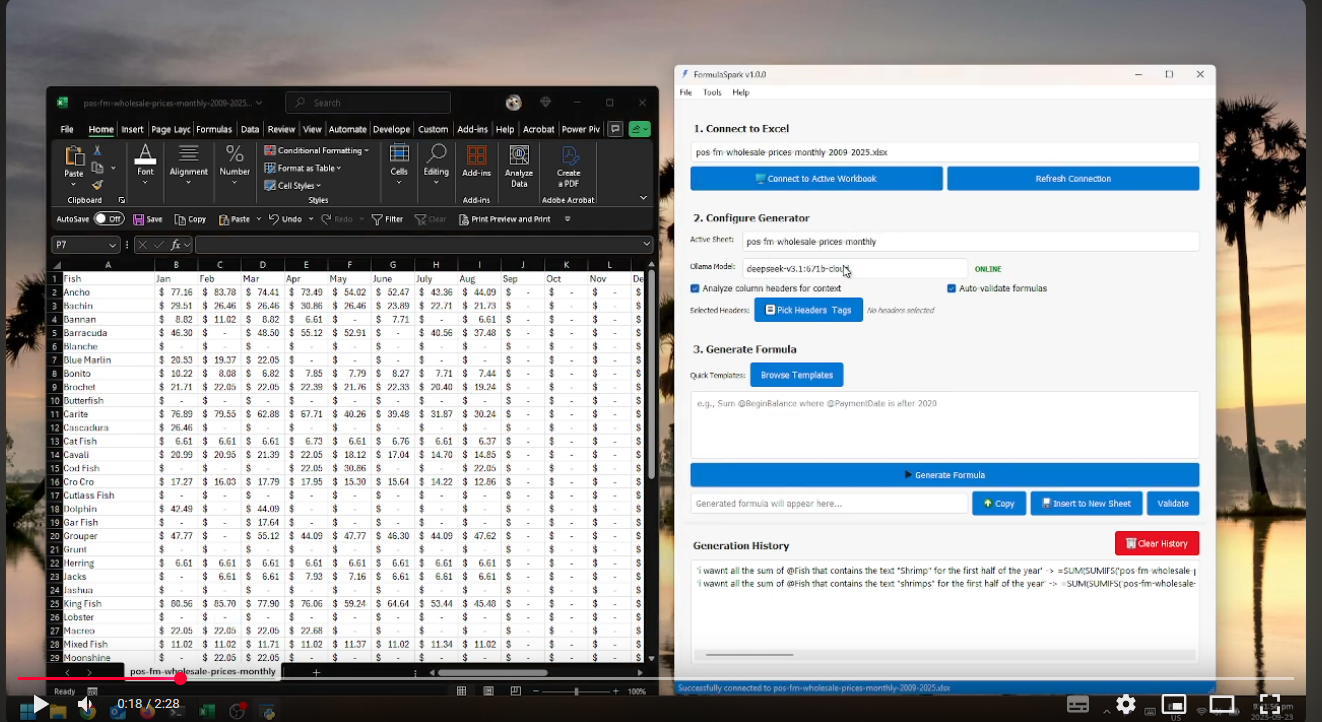 pos-fm-wholesale-prices-monthly-2009-2025...
Search
File Home Insert Page Layc Formulas Data Review View Automate Develope Custom Add-ins Help Acrobat Power Piv
Paste
Font
Alignment
Number
Conditional Formatting
Format as Table
Cell Styles
Cells
Editing
Add-ins
Analyze Data
Create a PDF
Clipboard
Styles
Add-ins
Adobe Acrobat
AutoSave Off Save Copy Paste Undo Redo Filter Clear Print Preview and Print
P7 fx
A B C D E F G H I J K L
1 Fish Jan Feb Mar Apr May June July Aug Sep Oct Nov De
2 Ancho $ 77.16 $ 83.78 $ 74.41 $ 73.49 $ 54.02 $ 52.47 $ 43.36 $ 44.09 $ - $ - $ - $
3 Bachin $ 29.51 $ 26.46 $ 26.46 $ 30.86 $ 26.46 $ 23.89 $ 22.71 $ 21.73 $ - $ - $ - $
4 Bannan $ 8.82 $ 11.02 $ 8.82 $ 6.61 $ - $ 7.71 $ - $ 6.61 $ - $ - $ - $
5 Barracuda $ 46.30 $ - $ 48.50 $ 55.12 $ 52.91 $ - $ 40.56 $ 37.48 $ - $ - $ - $
6 Blanche $ - $ - $ - $ - $ - $ - $ - $ - $ - $ - $ - $
7 Blue Marlin $ 20.53 $ 19.37 $ 22.05 $ - $ - $ - $ - $ - $ - $ - $ - $
8 Bonito $ 10.22 $ 8.08 $ 6.82 $ 7.85 $ 7.79 $ 8.27 $ 7.71 $ 7.44 $ - $ - $ - $
9 Brochet $ 21.71 $ 22.05 $ 22.05 $ 22.39 $ 21.76 $ 22.33 $ 20.40 $ 19.24 $ - $ - $ - $
10 Butterfish $ - $ - $ - $ - $ - $ - $ - $ - $ - $ - $ - $
11 Carite $ 76.89 $ 79.55 $ 62.88 $ 67.71 $ 40.26 $ 39.48 $ 31.87 $ 30.24 $ - $ - $ - $
12 Cascadura $ 26.46 $ - $ - $ - $ - $ - $ - $ - $ - $ - $ - $
13 Cat Fish $ 6.61 $ 6.61 $ 6.61 $ 6.73 $ 6.61 $ 6.76 $ 6.61 $ 6.37 $ - $ - $ - $
14 Cavali $ 20.99 $ 20.95 $ 21.39 $ 22.05 $ 18.12 $ 17.04 $ 14.70 $ 14.85 $ - $ - $ - $
15 Cod Fish $ - $ - $ - $ 22.05 $ 30.86 $ - $ - $ 22.05 $ - $ - $ - $
16 Cro Cro $ 17.27 $ 16.03 $ 17.79 $ 17.95 $ 15.30 $ 15.64 $ 14.22 $ 12.86 $ - $ - $ - $
17 Cutlass Fish $ - $ - $ - $ - $ - $ - $ - $ - $ - $ - $ - $
18 Dolphin $ 42.49 $ - $ 44.09 $ - $ - $ - $ - $ - $ - $ - $ - $
19 Gar Fish $ - $ - $ 17.64 $ - $ - $ - $ - $ - $ - $ - $ - $
20 Grouper $ 47.77 $ - $ 55.12 $ 44.09 $ 47.77 $ 46.30 $ 44.09 $ 47.62 $ - $ - $ - $
21 Grunt $ - $ - $ - $ - $ - $ - $ - $ - $ - $ - $ - $
22 Herring $ 6.61 $ 6.61 $ 6.61 $ 6.61 $ 6.61 $ 6.61 $ 6.61 $ 6.61 $ - $ - $ - $
23 Jacks $ - $ 6.61 $ 6.61 $ 7.93 $ 7.16 $ 6.61 $ 6.61 $ 6.61 $ - $ - $ - $
24 Jashua $ - $ - $ - $ - $ - $ - $ - $ - $ - $ - $ - $
25 King Fish $ 80.56 $ 85.70 $ 77.90 $ 76.06 $ 59.24 $ 64.64 $ 53.44 $ 45.48 $ - $ - $ - $
26 Lobster $ - $ - $ - $ - $ - $ - $ - $ - $ - $ - $ - $
27 Macreo $ 22.05 $ 22.05 $ 22.05 $ 22.68 $ - $ - $ - $ - $ - $ - $ - $
28 Mixed Fish $ 11.02 $ 11.02 $ 11.71 $ 11.02 $ 11.37 $ 11.02 $ 11.34 $ 11.02 $ - $ - $ - $
29 Moonshine $ - $ 22.05 $ 22.05 $ - $ - $ - $ - $ - $ - $ - $ - $
pos-fm-wholesale-prices-monthly
Ready
100%
FormulaSpark v1.0.0
File Tools Help
1. Connect to Excel
pos-fm-wholesale-prices-monthly-2009-2025.xlsx
Connect to Active Workbook
Refresh Connection
2. Configure Generator
Active Sheet: pos-fm-wholesale-prices-monthly
Ollama Model: deepseek-v3.1:671b-cloud ONLINE
Analyze column headers for context
Auto-validate formulas
Selected Headers: Pick Headers Tags No headers selected
3. Generate Formula
Quick Templates: Browse Templates
e.g., Sum @BeginBalance where @PaymentDate is after 2020
Generate Formula
Generated formula will appear here...
Copy
Insert to New Sheet
Validate
Generation History
Clear History
'i wawnt all the sum of @Fish that contains the text "Shrimp" for the first half of the year' -> =SUM(SUMIFS('pos-fm-wholesale-p
'i wawnt all the sum of @Fish that contains the text "shrimps" for the first half of the year' -> =SUM(SUMIFS('pos-fm-wholesale-
Successfully connected to pos-fm-wholesale-prices-monthly-2009-2025.xlsx
0:18 / 2:28
US
2025-09-23